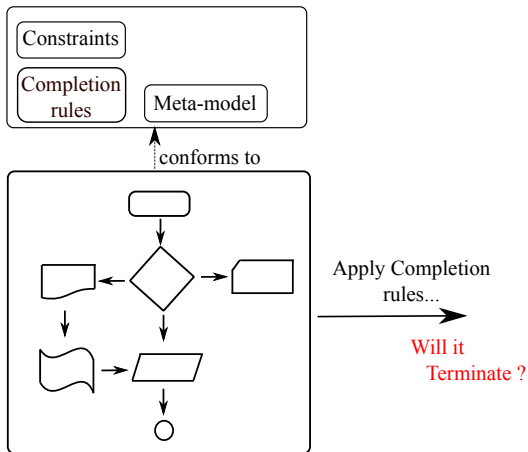 Constraints
Completion
rules
Meta-model
conforms to
Apply Completion
rules...
Will it
Terminate ?